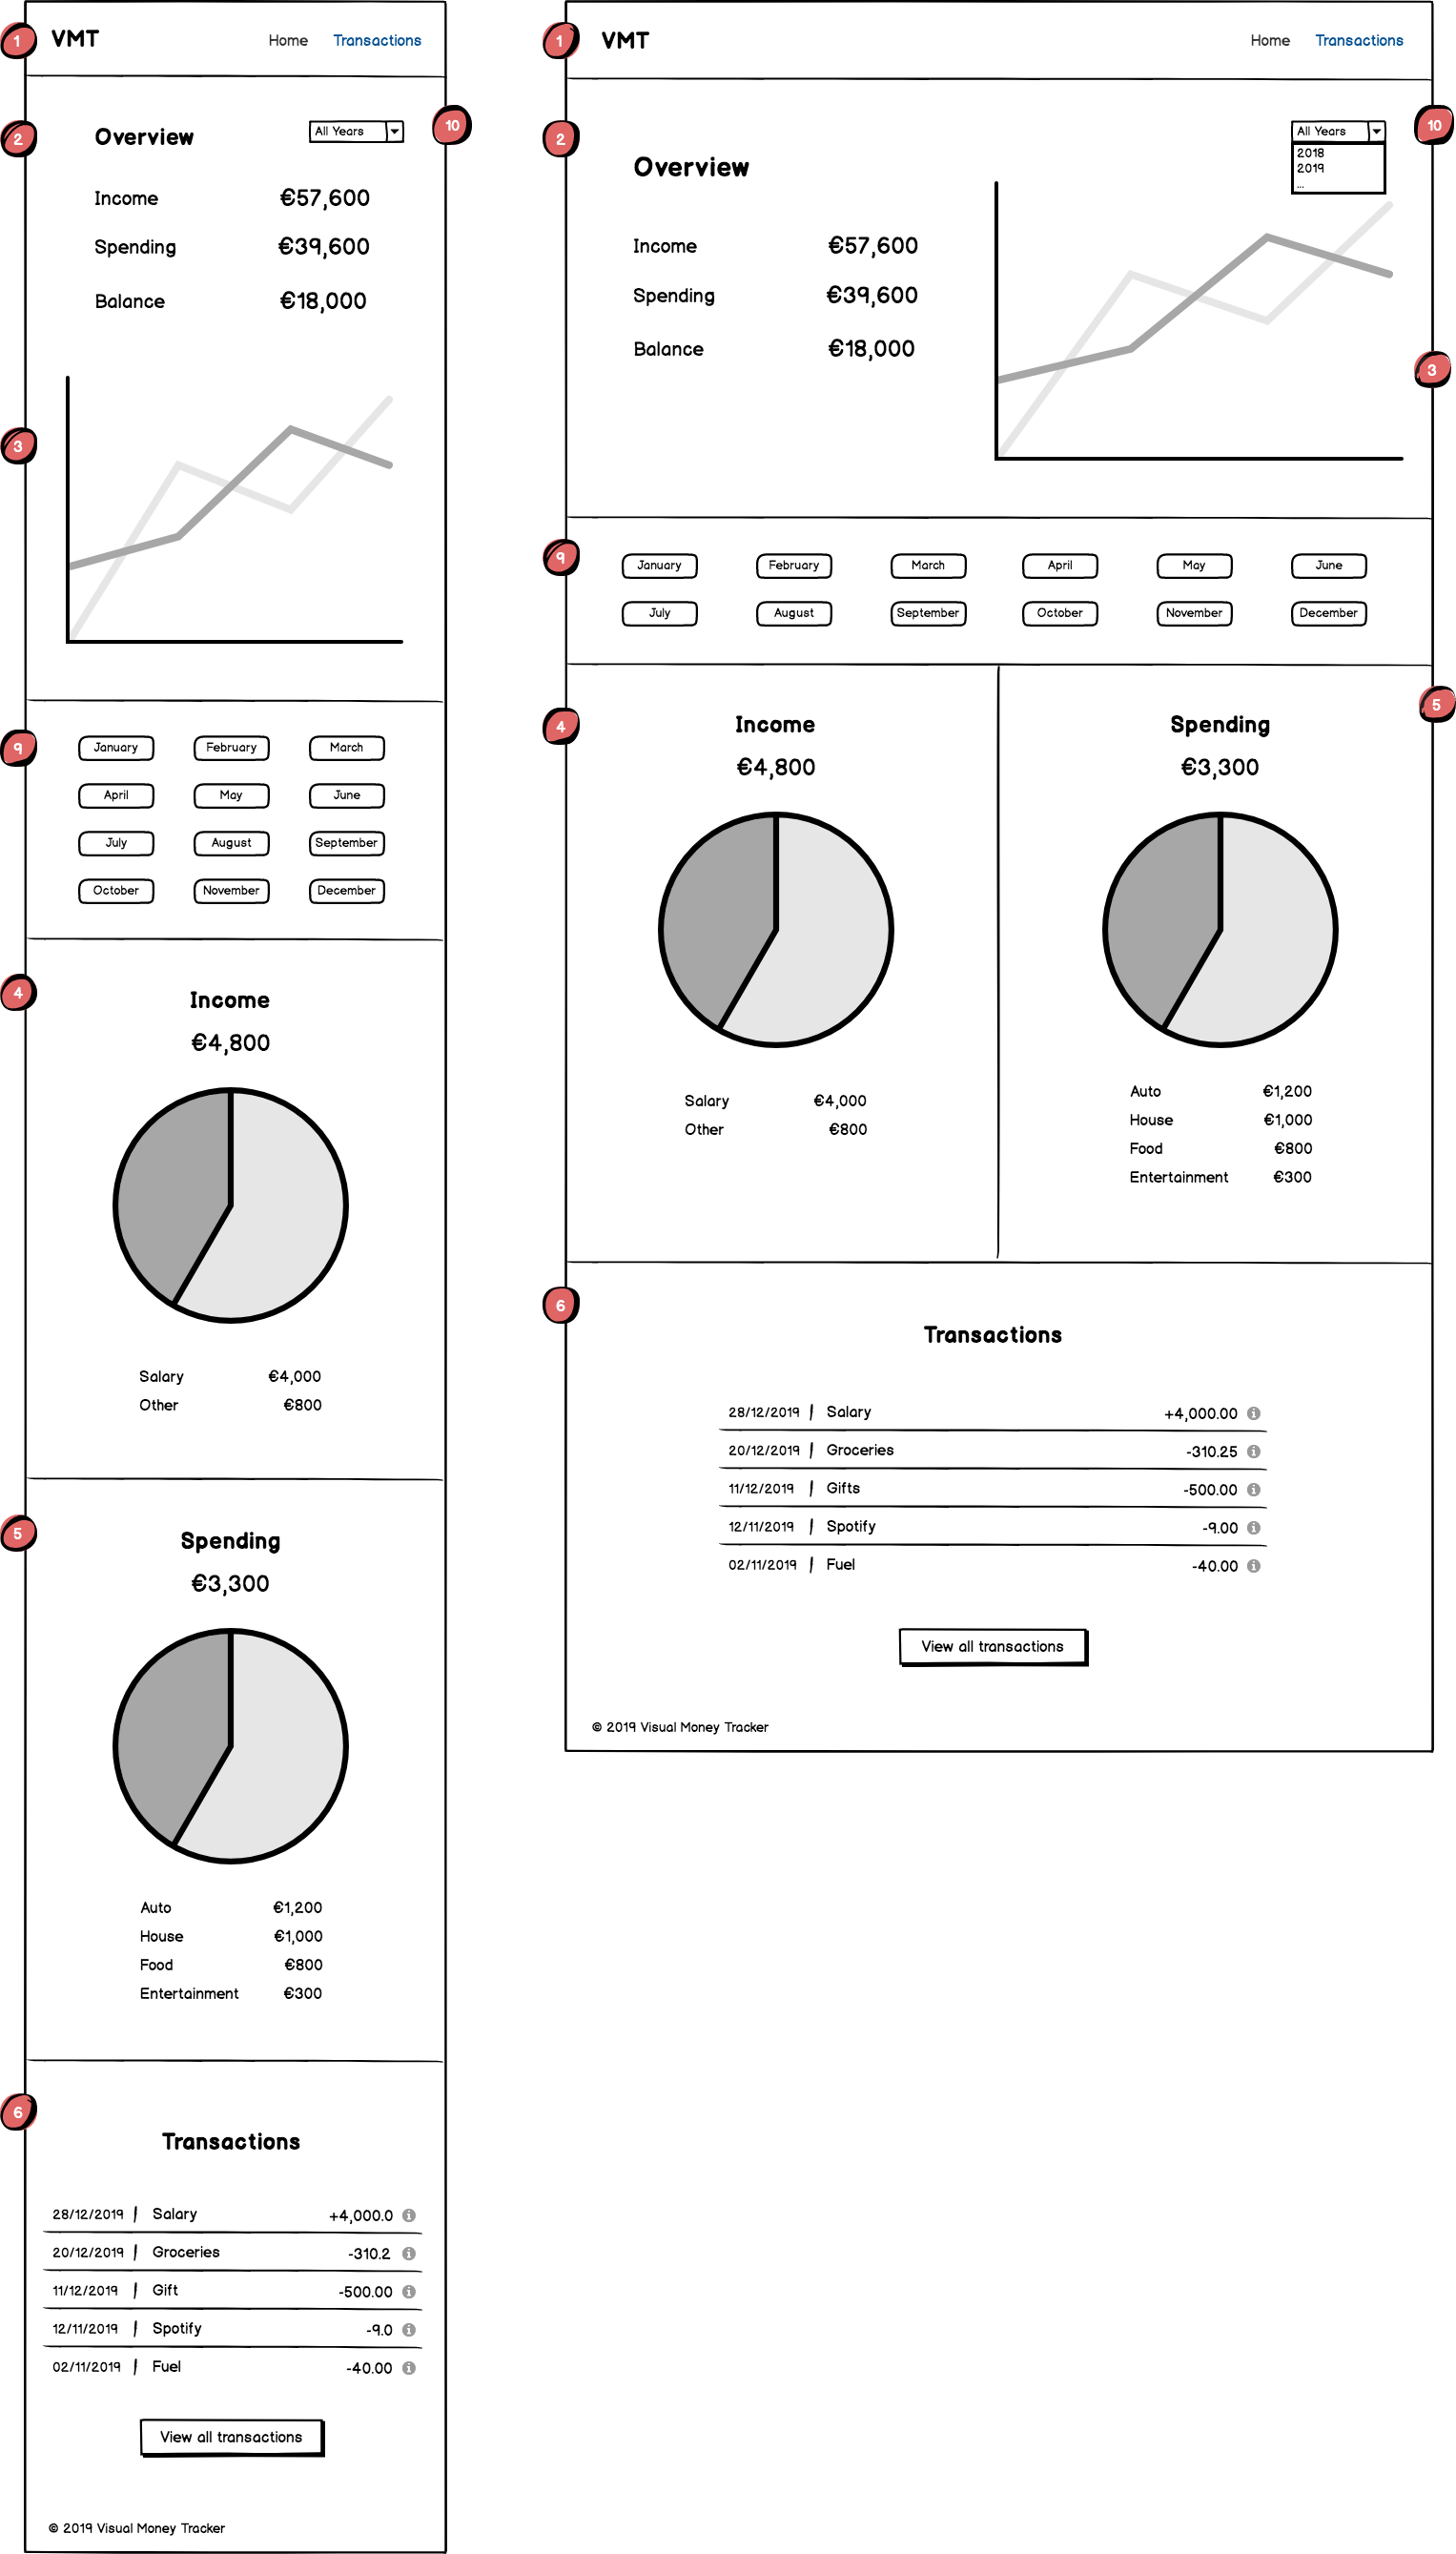 1 VMT Home Transactions
2 Overview All Years 10
Income €57,600
Spending €39,600
Balance €18,000
3
9 January February March
April May June
July August September
October November December
4 Income
€4,800
Salary €4,000
Other €800
5 Spending
€3,300
Auto €1,200
House €1,000
Food €800
Entertainment €300
6 Transactions
28/12/2019 | Salary +4,000.0 i
20/12/2019 | Groceries -310.2 i
11/12/2019 | Gift -500.00 i
12/11/2019 | Spotify -9.0 i
02/11/2019 | Fuel -40.00 i
View all transactions
© 2019 Visual Money Tracker
1 VMT Home Transactions
2 All Years 10
2018
2019
...
Overview
Income €57,600
Spending €39,600
Balance €18,000
3
9 January February March April May June
July August September October November December
4 Income
€4,800
Salary €4,000
Other €800
5 Spending
€3,300
Auto €1,200
House €1,000
Food €800
Entertainment €300
6 Transactions
28/12/2019 | Salary +4,000.00 i
20/12/2019 | Groceries -310.25 i
11/12/2019 | Gifts -500.00 i
12/11/2019 | Spotify -9.00 i
02/11/2019 | Fuel -40.00 i
View all transactions
© 2019 Visual Money Tracker